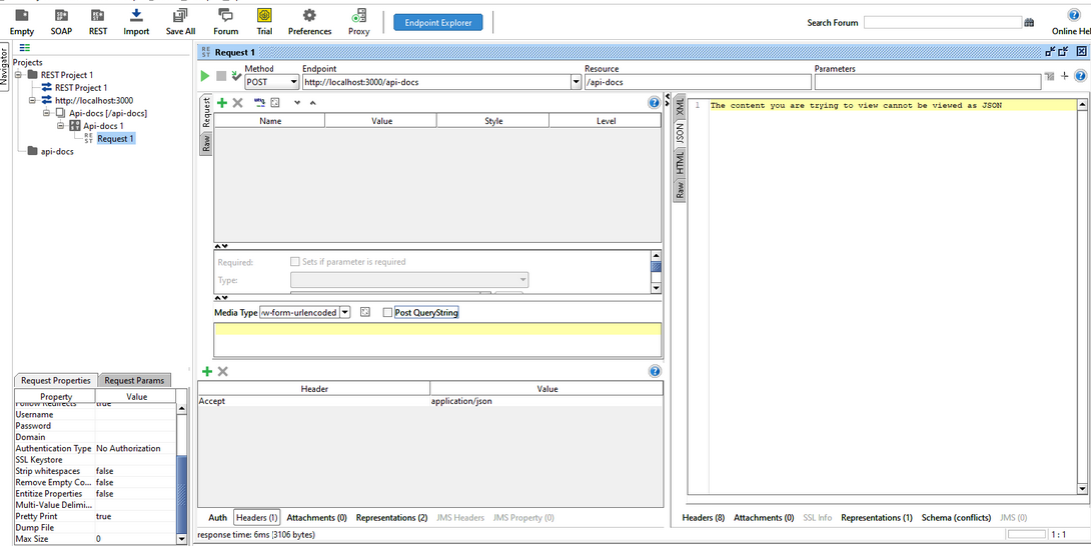 Empty SOAP REST Import Save All Forum Trial Preferences Proxy Endpoint Explorer Search Forum Online Hel
Navigator
Projects
REST Project 1
REST Project 1
http://localhost:3000
Api-docs [/api-docs]
Api-docs 1
REST Request 1
api-docs
Request Properties Request Params
Property Value
Follow Redirects true
Username
Password
Domain
Authentication Type No Authorization
SSL Keystore
Strip whitespaces false
Remove Empty Co... false
Entitize Properties false
Multi-Value Delimi...
Pretty Print true
Dump File
Max Size 0
REST Request 1
Method Endpoint Resource Parameters
POST http://localhost:3000/api-docs /api-docs
Request
Raw
Name Value Style Level
Required: Sets if parameter is required
Type:
Media Type w-form-urlencoded Post QueryString
Header Value
Accept application/json
Auth Headers (1) Attachments (0) Representations (2) JMS Headers JMS Property (0)
response time: 6ms (3106 bytes)
XML
JSON
HTML
Raw
1 The content you are trying to view cannot be viewed as JSON
Headers (8) Attachments (0) SSL Info Representations (1) Schema (conflicts) JMS (0)
1 : 1